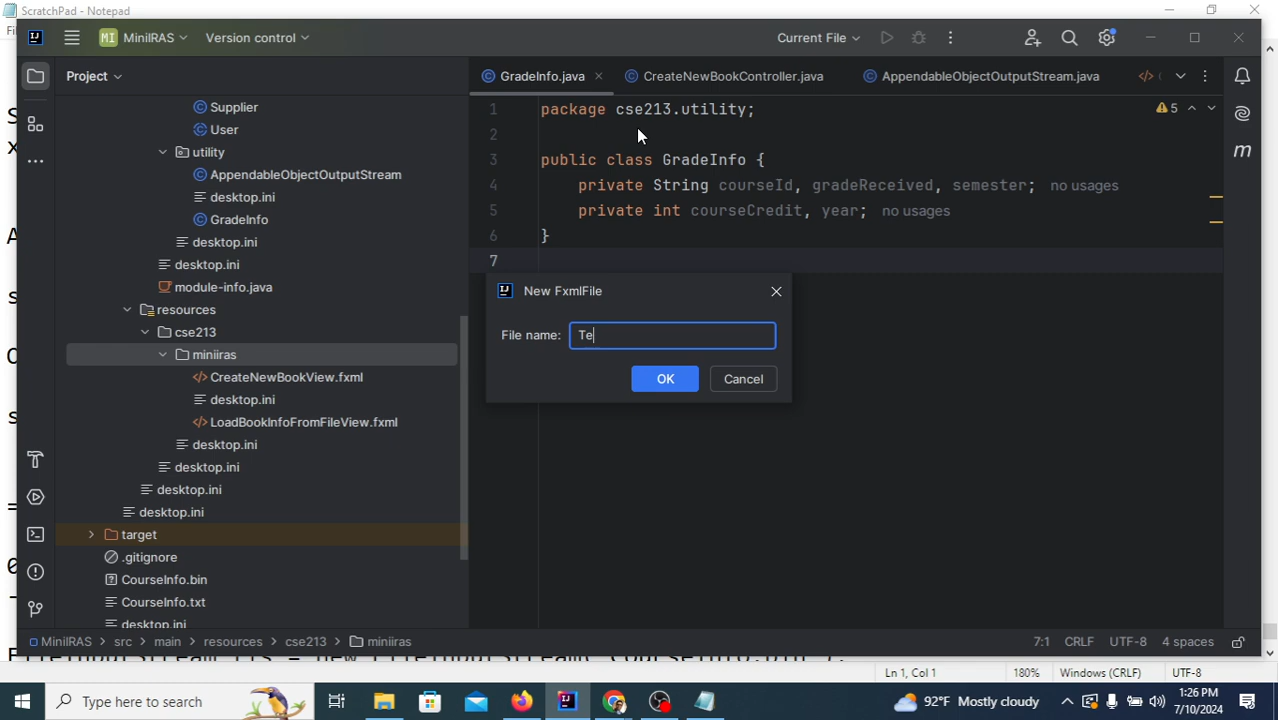 ScratchPad - Notepad
MI MiniIRAS Version control Current File
Project
GradeInfo.java CreateNewBookController.java AppendableObjectOutputStream.java
Supplier
User
utility
AppendableObjectOutputStream
desktop.ini
GradeInfo
desktop.ini
desktop.ini
module-info.java
resources
cse213
miniiras
CreateNewBookView.fxml
desktop.ini
LoadBookInfoFromFileView.fxml
desktop.ini
desktop.ini
desktop.ini
desktop.ini
target
.gitignore
CourseInfo.bin
CourseInfo.txt
desktop.ini
1 package cse213.utility; 5
2
3 public class GradeInfo {
4 private String courseId, gradeReceived, semester; no usages
5 private int courseCredit, year; no usages
6 }
7
New FxmlFile
File name: Te
OK Cancel
MiniIRAS > src > main > resources > cse213 > miniiras 7:1 CRLF UTF-8 4 spaces
Ln 1, Col 1 180% Windows (CRLF) UTF-8
Type here to search 92°F Mostly cloudy 1:26 PM
7/10/2024